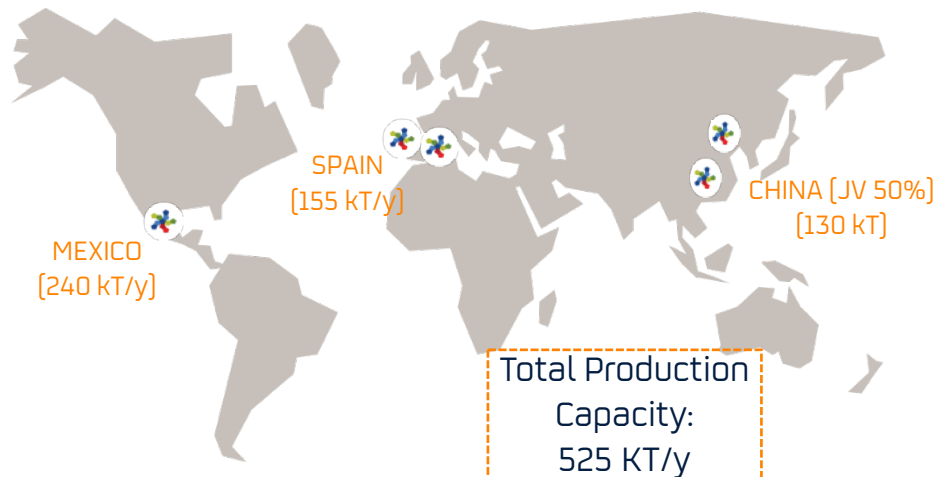 SPAIN
(155 kT/y)
CHINA (JV 50%)
(130 kT)
MEXICO
(240 kT/y)
Total Production
Capacity:
525 KT/y